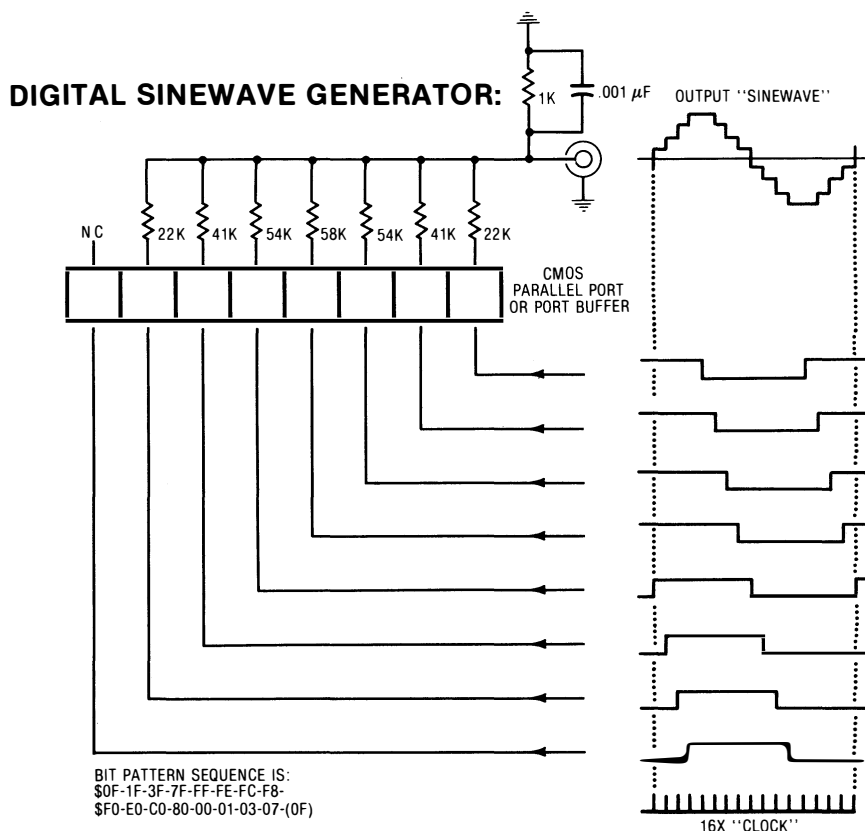 DIGITAL SINEWAVE GENERATOR:
1K
.001 μF
OUTPUT "SINEWAVE"
NC
22K
41K
54K
58K
54K
41K
22K
CMOS
PARALLEL PORT
OR PORT BUFFER
BIT PATTERN SEQUENCE IS:
$0F-1F-3F-7F-FF-FE-FC-F8-
$F0-E0-C0-80-00-01-03-07-(0F)
16X "CLOCK"